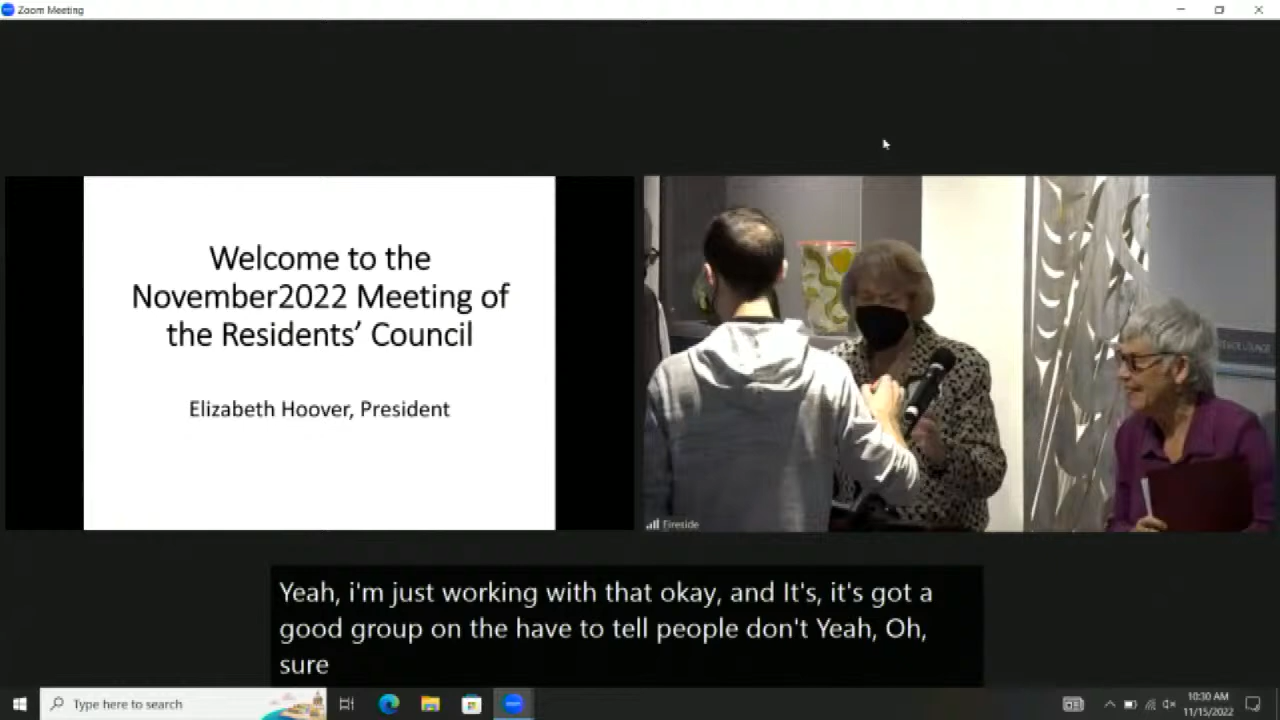 Zoom Meeting
Welcome to the
November2022 Meeting of
the Residents’ Council
Elizabeth Hoover, President
Fireside
Yeah, i'm just working with that okay, and It's, it's got a
good group on the have to tell people don't Yeah, Oh,
sure
Type here to search
10:30 AM
11/15/2022